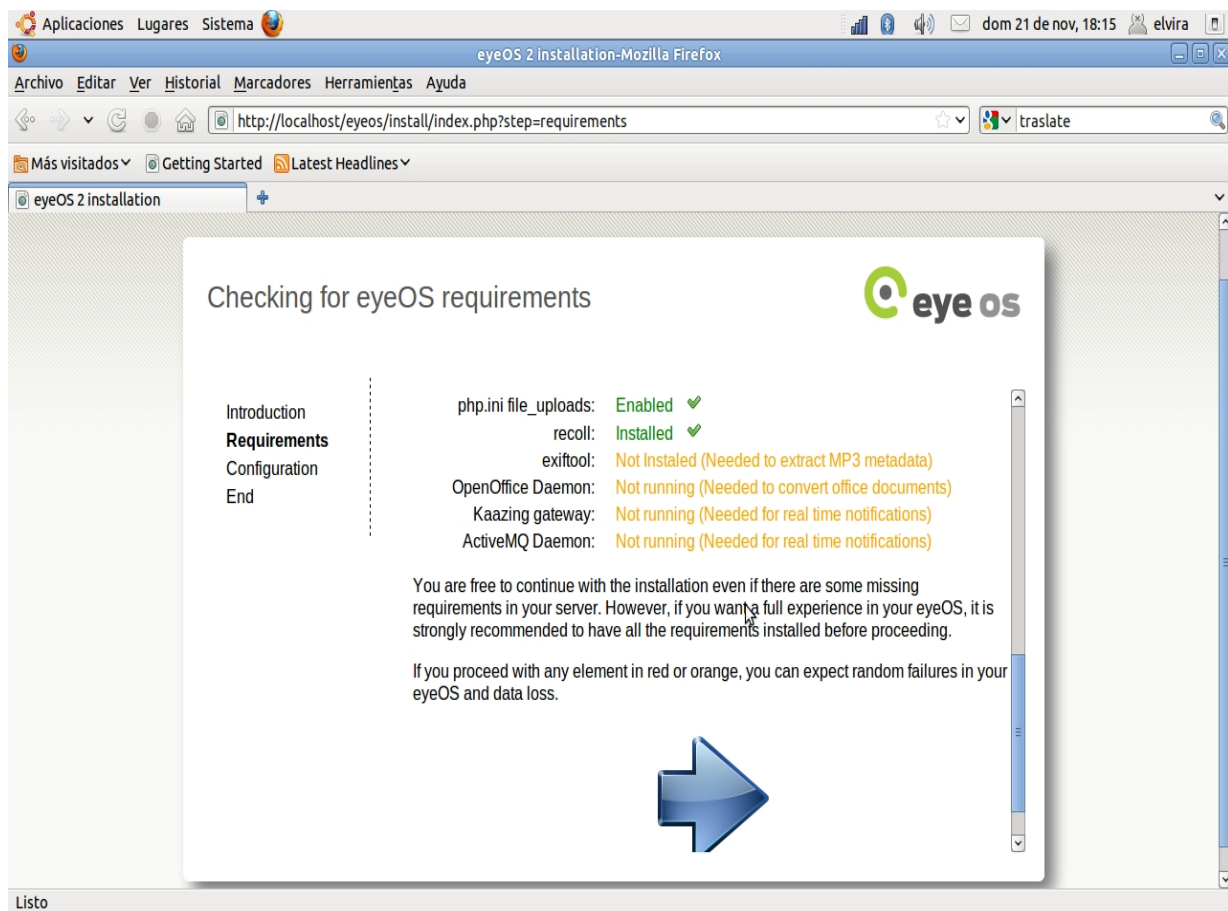 Aplicaciones Lugares Sistema dom 21 de nov, 18:15 elvira
eyeOS 2 installation-Mozilla Firefox
Archivo Editar Ver Historial Marcadores Herramientas Ayuda
http://localhost/eyeos/install/index.php?step=requirements traslate
Más visitados Getting Started Latest Headlines
eyeOS 2 installation
Checking for eyeOS requirements
eye os
Introduction
Requirements
Configuration
End
php.ini file_uploads: Enabled
recoll: Installed
exiftool: Not Instaled (Needed to extract MP3 metadata)
OpenOffice Daemon: Not running (Needed to convert office documents)
Kaazing gateway: Not running (Needed for real time notifications)
ActiveMQ Daemon: Not running (Needed for real time notifications)
You are free to continue with the installation even if there are some missing
requirements in your server. However, if you want a full experience in your eyeOS, it is
strongly recommended to have all the requirements installed before proceeding.
If you proceed with any element in red or orange, you can expect random failures in your
eyeOS and data loss.
Listo